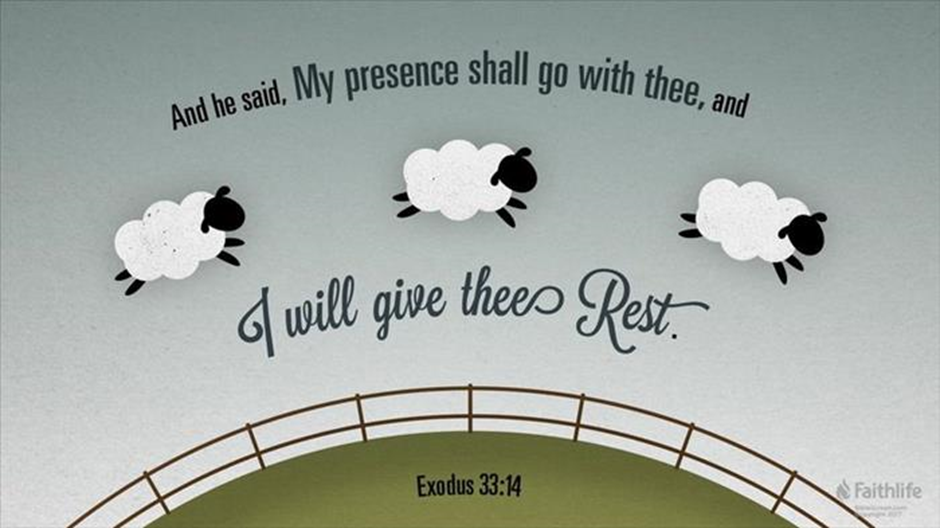 And he said, My presence shall go with thee, and
I will give thee Rest.
Exodus 33:14
Faithlife